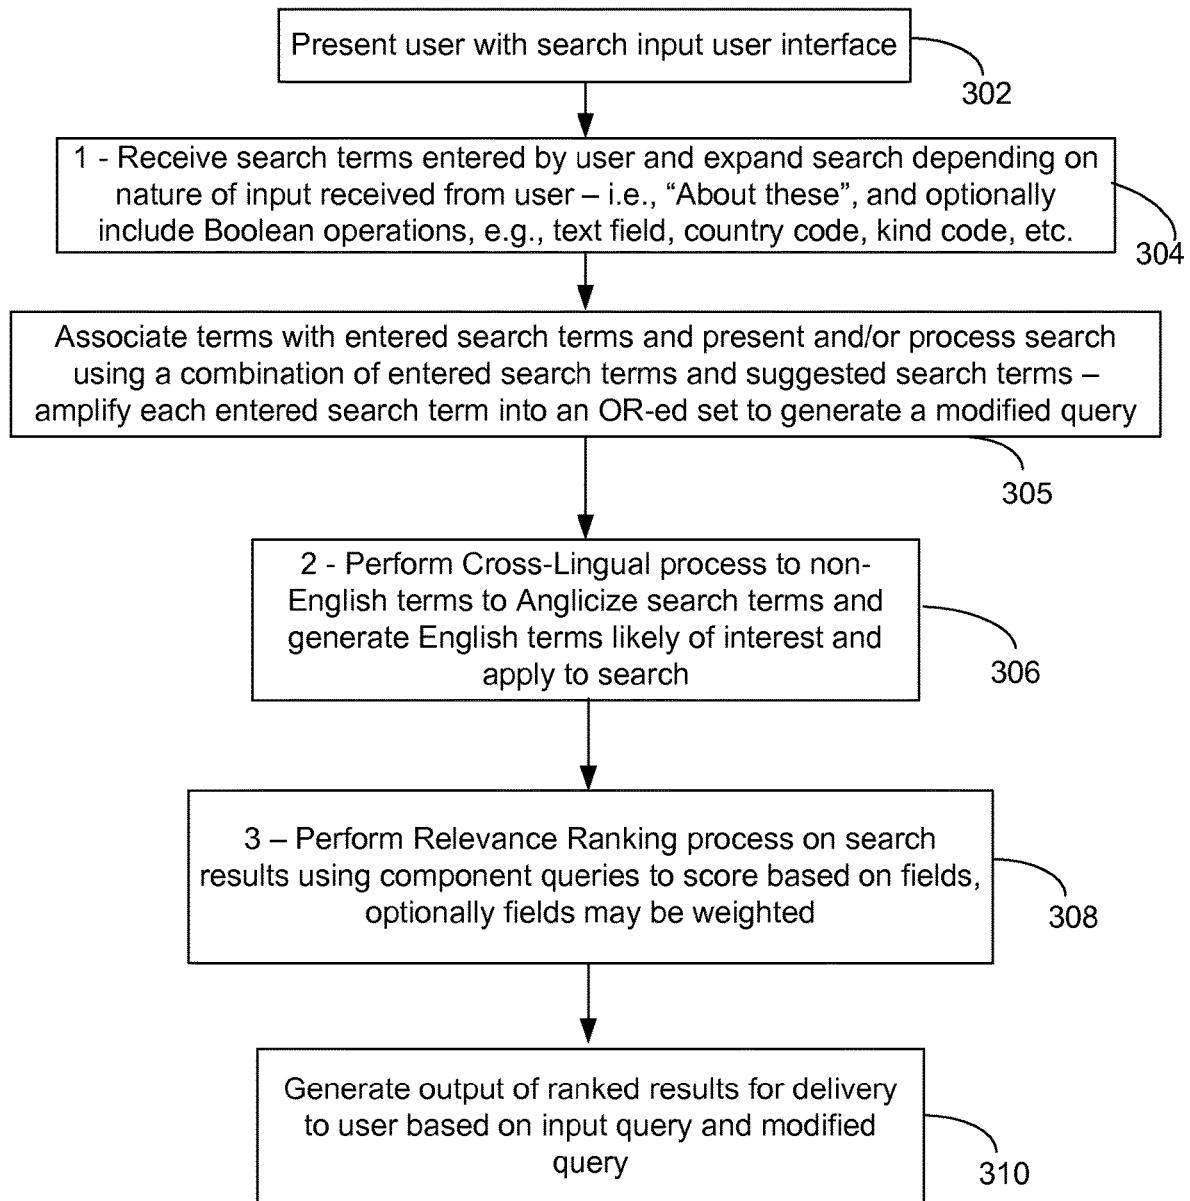 Present user with search input user interface
302
1 - Receive search terms entered by user and expand search depending on
nature of input received from user – i.e., “About these”, and optionally
include Boolean operations, e.g., text field, country code, kind code, etc.
304
Associate terms with entered search terms and present and/or process search
using a combination of entered search terms and suggested search terms –
amplify each entered search term into an OR-ed set to generate a modified query
305
2 - Perform Cross-Lingual process to non-
English terms to Anglicize search terms and
generate English terms likely of interest and
apply to search
306
3 – Perform Relevance Ranking process on search
results using component queries to score based on fields,
optionally fields may be weighted
308
Generate output of ranked results for delivery
to user based on input query and modified
query
310